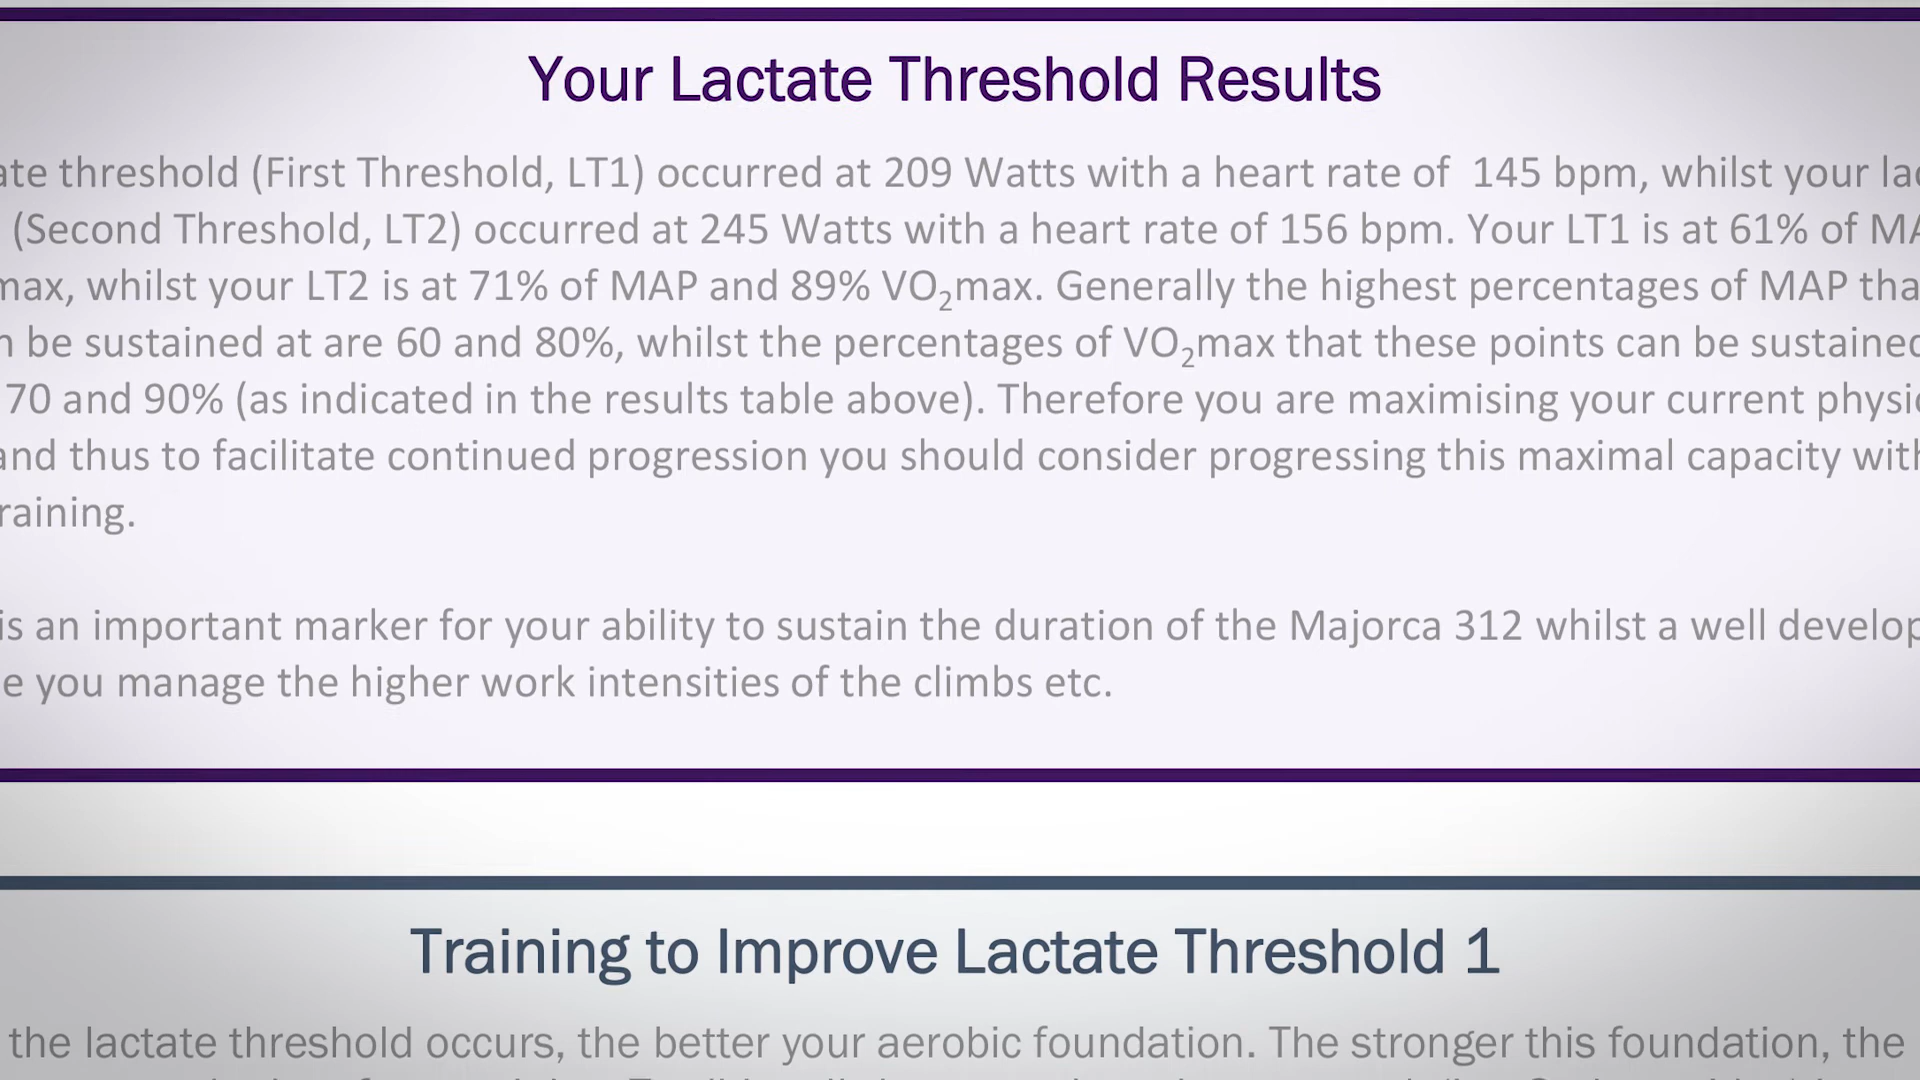 Your Lactate Threshold Results
ate threshold (First Threshold, LT1) occurred at 209 Watts with a heart rate of 145 bpm, whilst your lac
(Second Threshold, LT2) occurred at 245 Watts with a heart rate of 156 bpm. Your LT1 is at 61% of MA
max, whilst your LT2 is at 71% of MAP and 89% VO₂max. Generally the highest percentages of MAP tha
n be sustained at are 60 and 80%, whilst the percentages of VO₂max that these points can be sustained
70 and 90% (as indicated in the results table above). Therefore you are maximising your current physio
and thus to facilitate continued progression you should consider progressing this maximal capacity with
raining.
is an important marker for your ability to sustain the duration of the Majorca 312 whilst a well develop
e you manage the higher work intensities of the climbs etc.
Training to Improve Lactate Threshold 1
the lactate threshold occurs, the better your aerobic foundation. The stronger this foundation, the